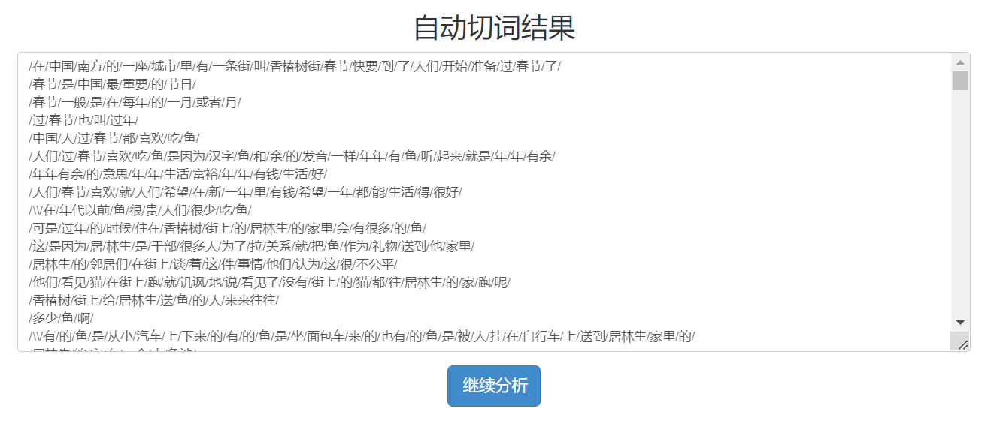 自动切词结果
/在/中国/南方/的/一座/城市/里/有/一条街/叫/香椿树街/春节/快要/到/了/人们/开始/准备/过/春节/了/
/春节/是/中国/最/重要/的/节日/
/春节/一般/是/在/每年/的/一月/或者/月/
/过/春节/也/叫/过年/
/中国/人/过/春节/都/喜欢/吃/鱼/
/人们/过/春节/喜欢/吃/鱼/是因为/汉字/鱼/和/余/的/发音/一样/年年/有/鱼/听/起来/就是/年/年/有余/
/年年有余/的/意思/年/年/生活/富裕/年/年/有钱/生活/好/
/人们/春节/喜欢/就/人们/希望/在/新/一年/里/有钱/希望/一年/都/能/生活/得/很好/
/\/在/年代以前/鱼/很/贵/人们/很少/吃/鱼/
/可是/过年/的/时候/住在/香椿树/街上/的/居林生/的/家里/会/有很多/的/鱼/
/这/是因为/居/林生/是/干部/很多人/为了/拉/关系/就/把/鱼/作为/礼物/送到/他/家里/
/居林生/的/邻居们/在街上/谈/着/这/件/事情/他们/认为/这/很/不公平/
/他们/看见/猫/在街上/跑/就/讥讽/地/说/看见了/没有/街上/的/猫/都/往/居林生/的/家/跑/呢/
/香椿树/街上/给/居林生/送/鱼/的/人/来来往往/
/多少/鱼/啊/
/\/有/的/鱼/是/从小/汽车/上/下来/的/有/的/鱼/是/坐/面包车/来/的/也有/的/鱼/是/被/人/挂/在/自行车/上/送到/居林生/家里/的/
继续分析